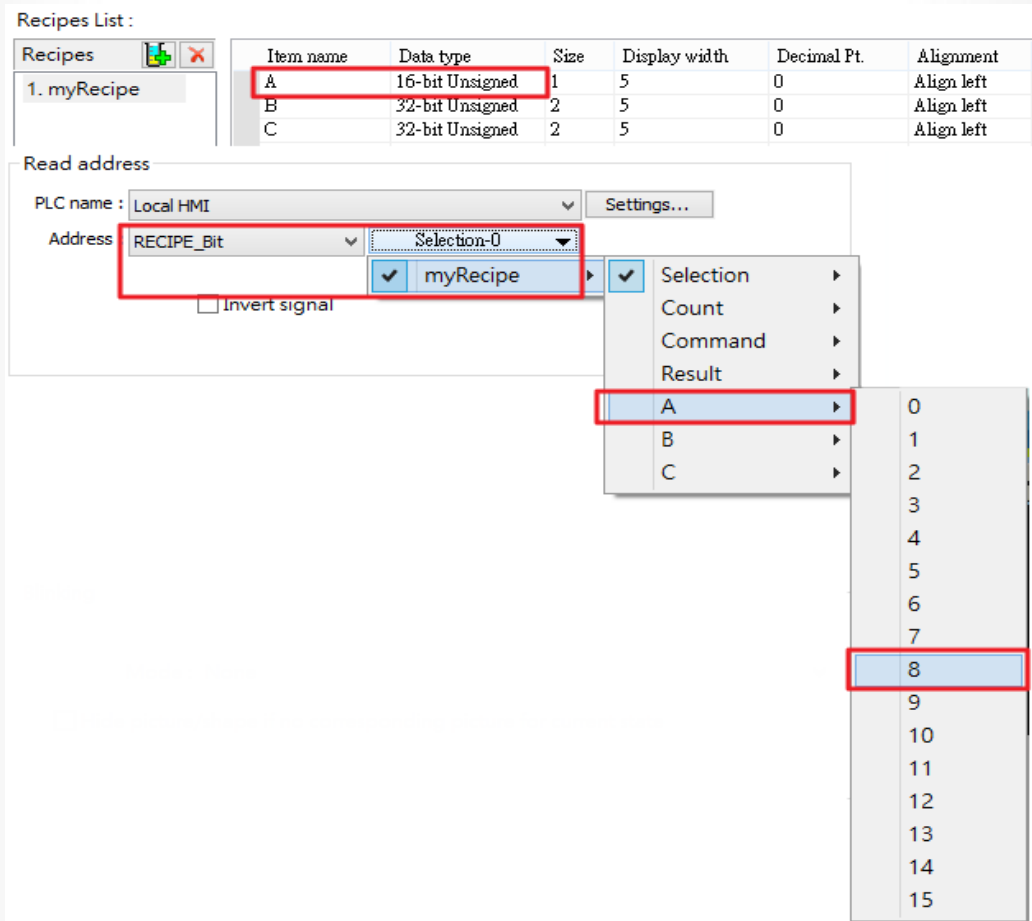 Recipes List :
Recipes
1. myRecipe
Item name Data type Size Display width Decimal Pt. Alignment
A 16-bit Unsigned 1 5 0 Align left
B 32-bit Unsigned 2 5 0 Align left
C 32-bit Unsigned 2 5 0 Align left
Read address
PLC name : Local HMI Settings...
Address : RECIPE_Bit Selection-0
myRecipe
Invert signal
Selection
Count
Command
Result
A
B
C
0
1
2
3
4
5
6
7
8
9
10
11
12
13
14
15